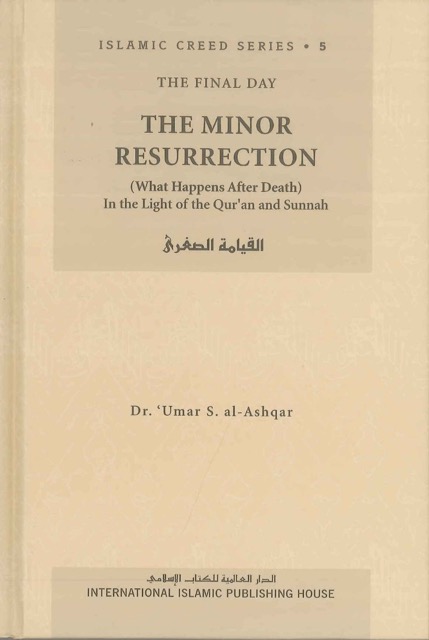 ISLAMIC CREED SERIES • 5
THE FINAL DAY
THE MINOR
RESURRECTION
(What Happens After Death)
In the Light of the Qur'an and Sunnah
القيامة الصغرى
Dr. ‘Umar S. al-Ashqar
الدار العالمية للكتاب الإسلامي
INTERNATIONAL ISLAMIC PUBLISHING HOUSE